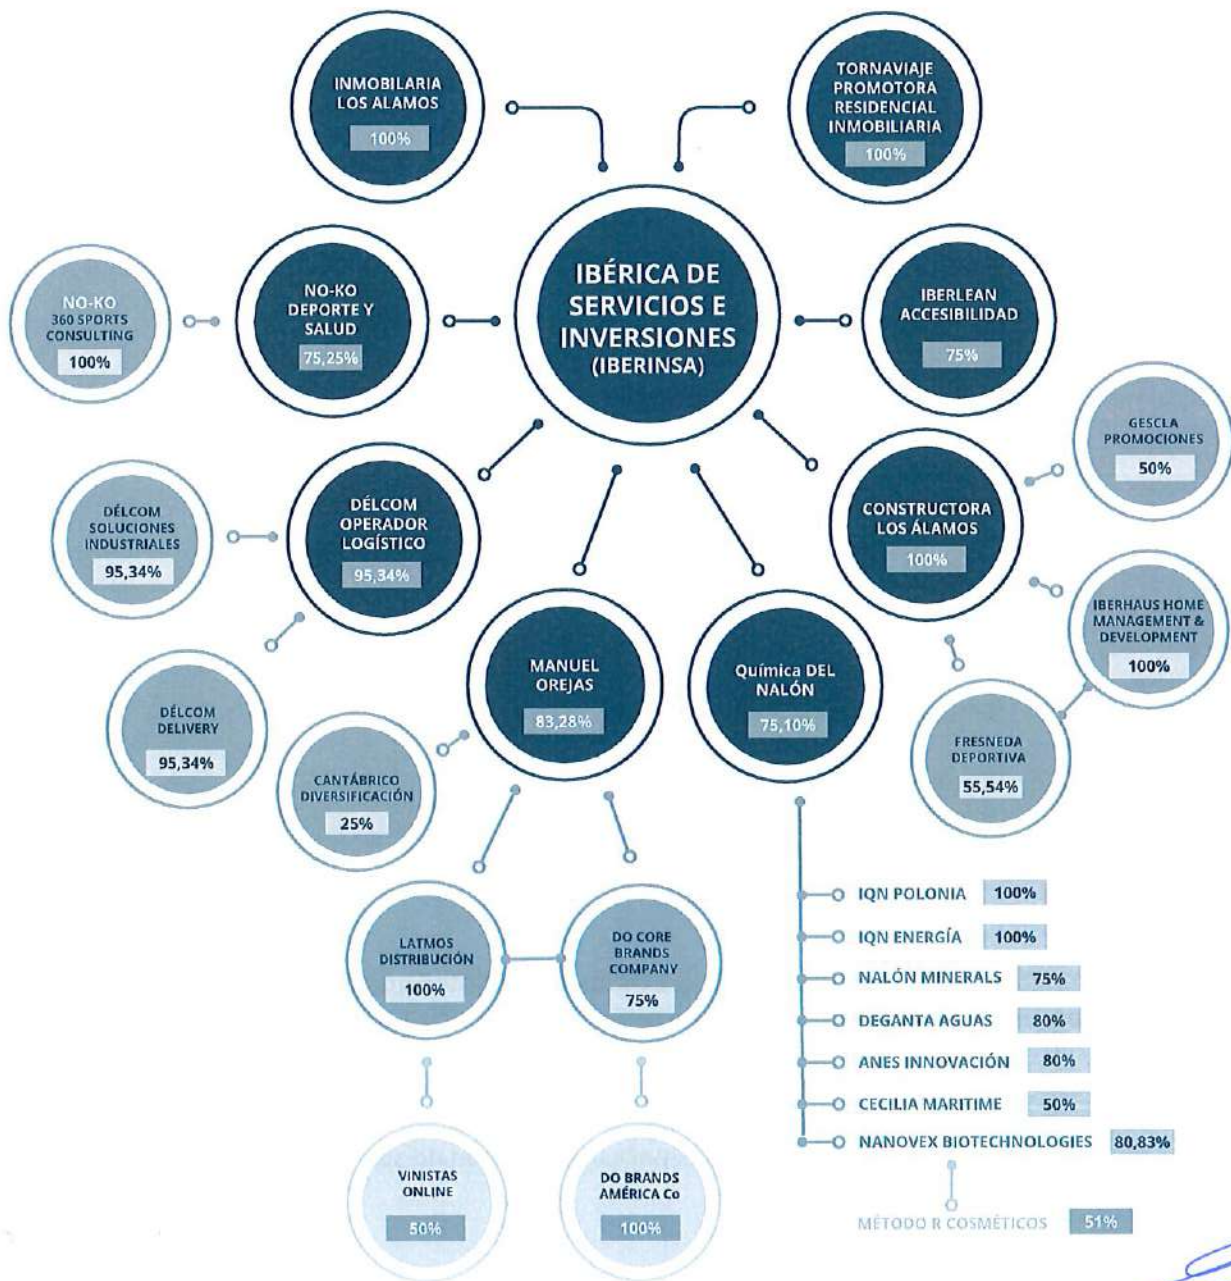 INMOBILARIA
LOS ALAMOS
100%
TORNAVIAJE
PROMOTORA
RESIDENCIAL
INMOBILIARIA
100%
IBÉRICA DE
SERVICIOS E
INVERSIONES
(IBERINSA)
NO-KO
360 SPORTS
CONSULTING
100%
NO-KO
DEPORTE Y
SALUD
75,25%
IBERLEAN
ACCESIBILIDAD
75%
GESCLA
PROMOCIONES
50%
DÉLCOM
SOLUCIONES
INDUSTRIALES
95,34%
DÉLCOM
OPERADOR
LOGÍSTICO
95,34%
CONSTRUCTORA
LOS ÁLAMOS
100%
IBERHAUS HOME
MANAGEMENT &
DEVELOPMENT
100%
DÉLCOM
DELIVERY
95,34%
MANUEL
OREJAS
83,28%
Química DEL
NALÓN
75,10%
FRESNEDA
DEPORTIVA
55,54%
CANTÁBRICO
DIVERSIFICACIÓN
25%
LATMOS
DISTRIBUCIÓN
100%
DO CORE
BRANDS
COMPANY
75%
IQN POLONIA 100%
IQN ENERGÍA 100%
NALÓN MINERALS 75%
DEGANTA AGUAS 80%
ANES INNOVACIÓN 80%
CECILIA MARITIME 50%
NANOVEX BIOTECHNOLOGIES 80,83%
MÉTODO R COSMÉTICOS 51%
VINISTAS
ONLINE
50%
DO BRANDS
AMÉRICA Co
100%